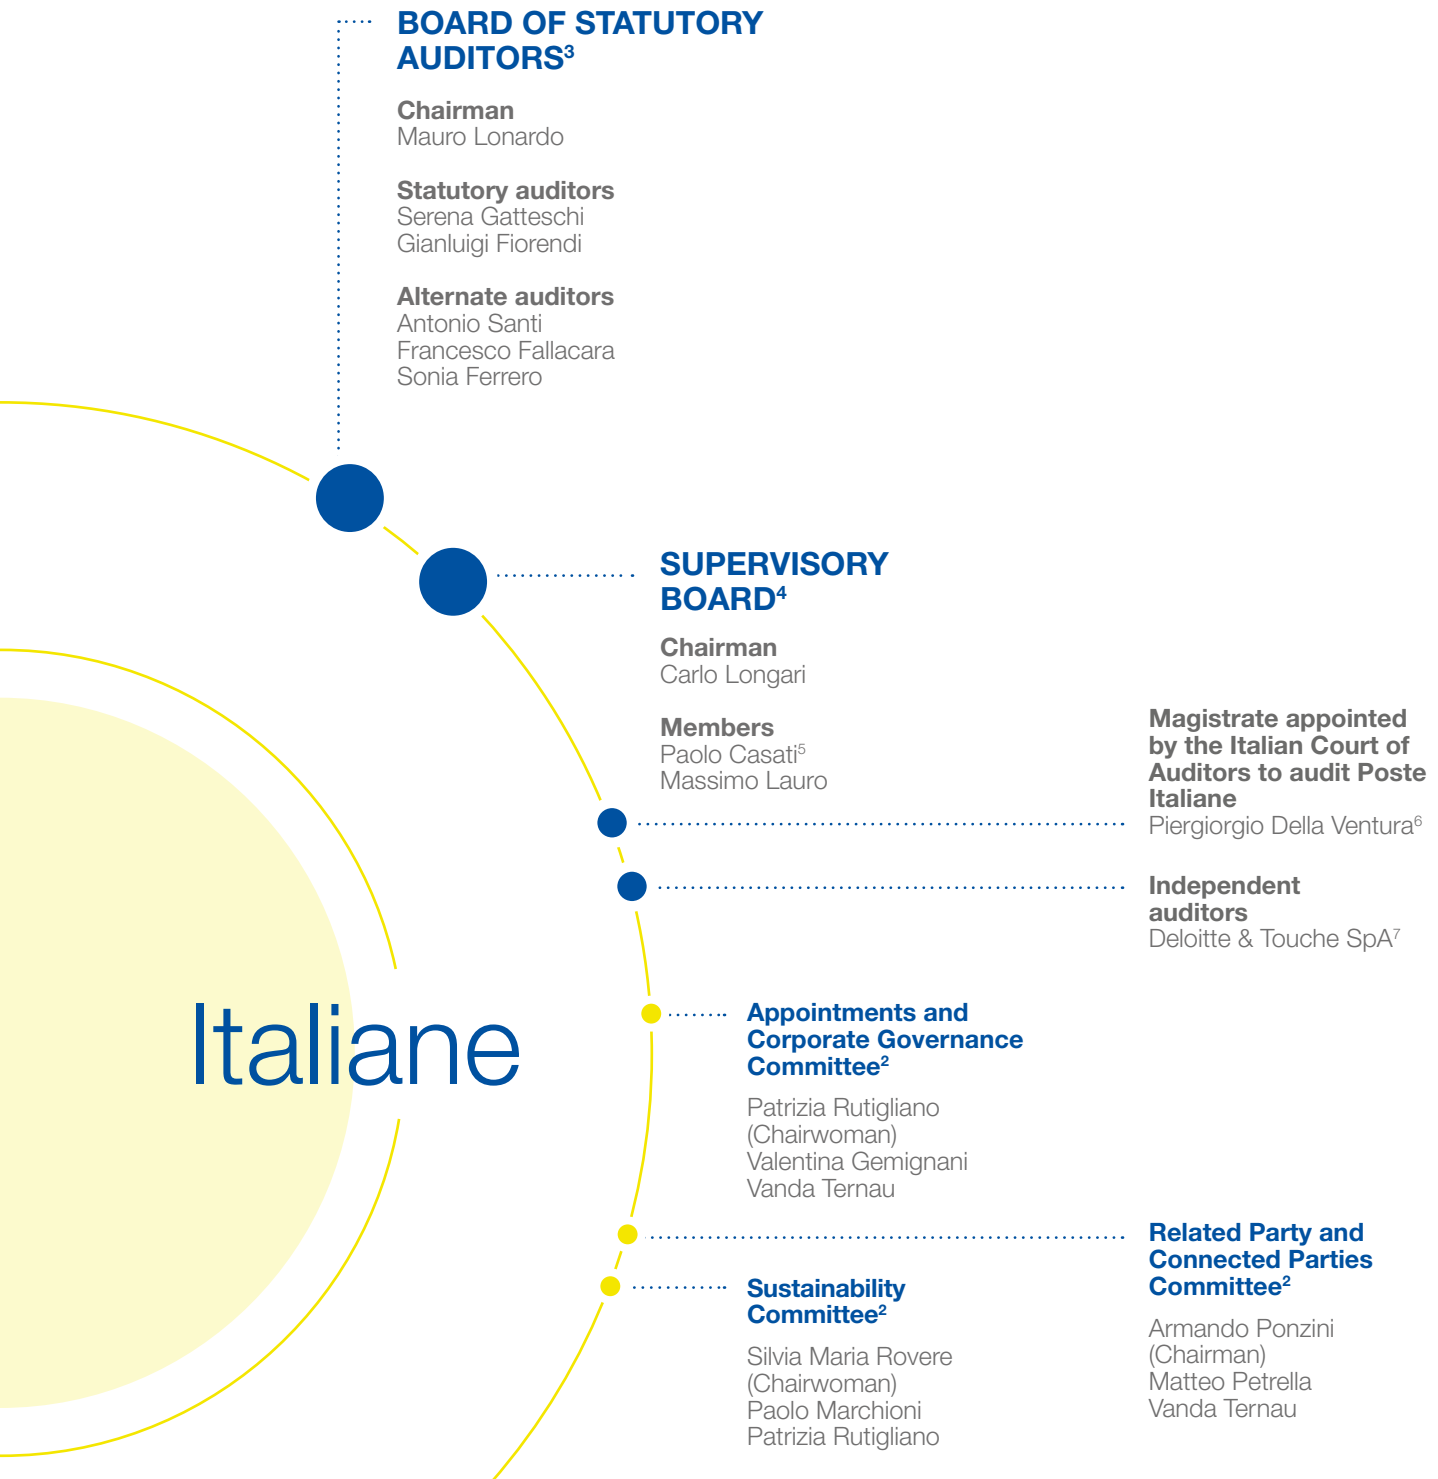 BOARD OF STATUTORY
AUDITORS³
Chairman
Mauro Lonardo
Statutory auditors
Serena Gatteschi
Gianluigi Fiorendi
Alternate auditors
Antonio Santi
Francesco Fallacara
Sonia Ferrero
SUPERVISORY
BOARD⁴
Chairman
Carlo Longari
Members
Paolo Casati⁵
Massimo Lauro
Magistrate appointed
by the Italian Court of
Auditors to audit Poste
Italiane
Piergiorgio Della Ventura⁶
Independent
auditors
Deloitte & Touche SpA⁷
Italiane
Appointments and
Corporate Governance
Committee²
Patrizia Rutigliano
(Chairwoman)
Valentina Gemignani
Vanda Ternau
Related Party and
Connected Parties
Committee²
Armando Ponzini
(Chairman)
Matteo Petrella
Vanda Ternau
Sustainability
Committee²
Silvia Maria Rovere
(Chairwoman)
Paolo Marchioni
Patrizia Rutigliano